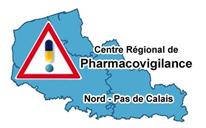 Centre Régional de
Pharmacovigilance
Nord - Pas de Calais